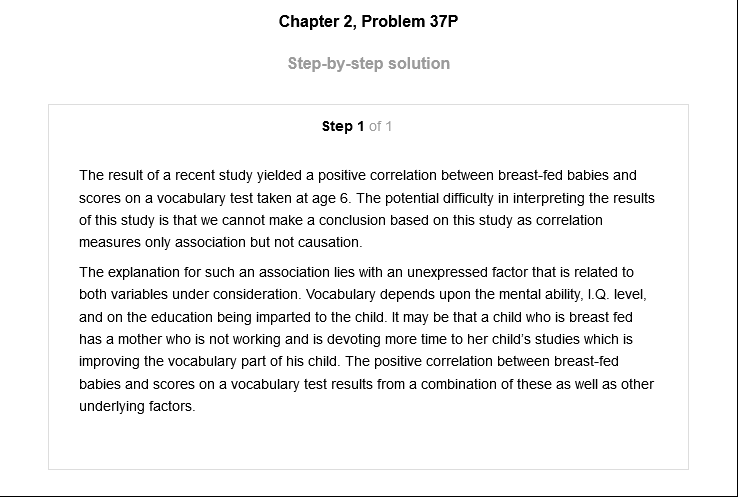 Chapter 2, Problem 37P
Step-by-step solution
Step 1 of 1
The result of a recent study yielded a positive correlation between breast-fed babies and
scores on a vocabulary test taken at age 6. The potential difficulty in interpreting the results
of this study is that we cannot make a conclusion based on this study as correlation
measures only association but not causation.
The explanation for such an association lies with an unexpressed factor that is related to
both variables under consideration. Vocabulary depends upon the mental ability, I.Q. level,
and on the education being imparted to the child. It may be that a child who is breast fed
has a mother who is not working and is devoting more time to her child's studies which is
improving the vocabulary part of his child. The positive correlation between breast-fed
babies and scores on a vocabulary test results from a combination of these as well as other
underlying factors.